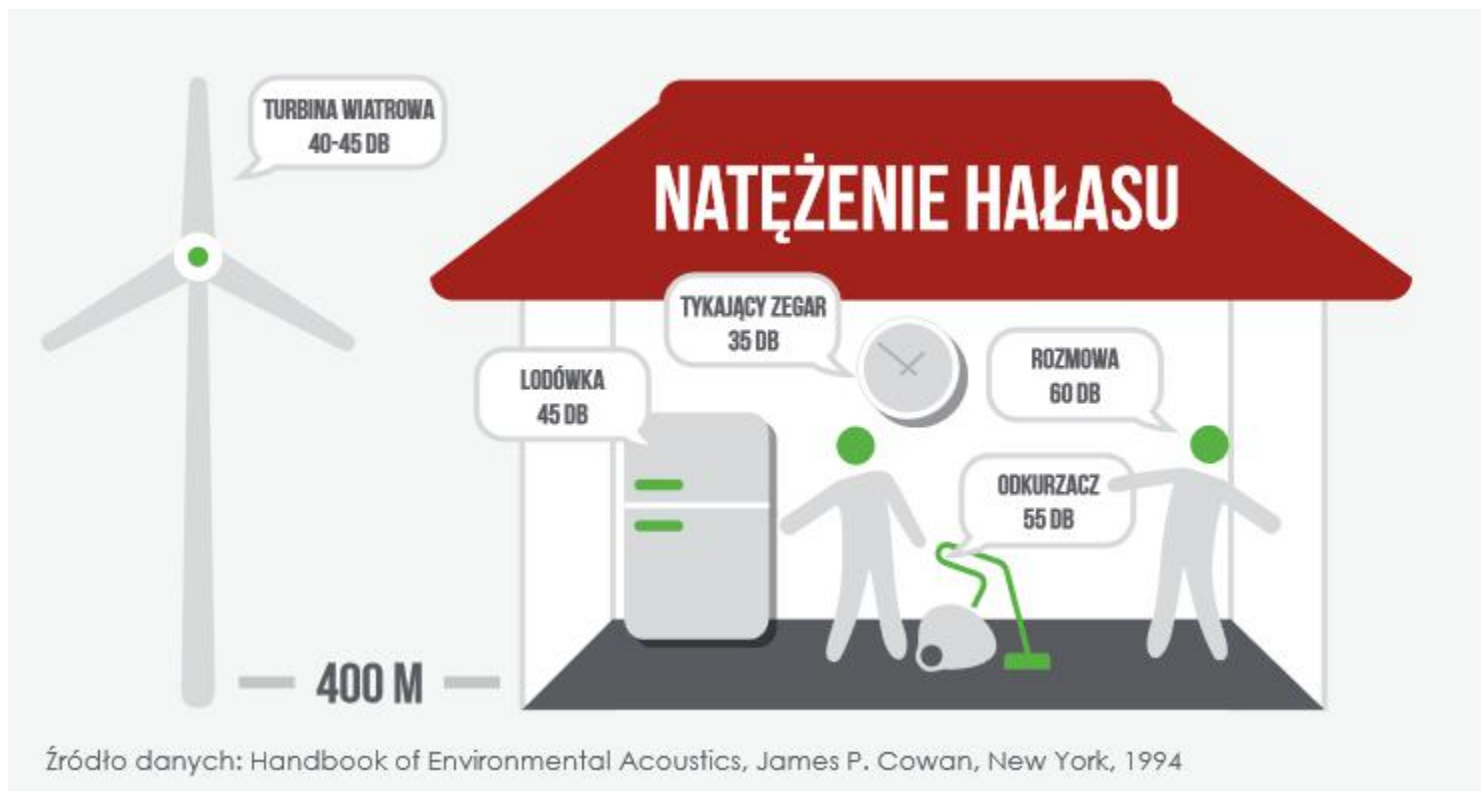 TURBINA WIATROWA
40-45 DB
NATĘŻENIE HAŁASU
TYKAJĄCY ZEGAR
35 DB
LODÓWKA
45 DB
ROZMOWA
60 DB
ODKURZACZ
55 DB
400 M
Źródło danych: Handbook of Environmental Acoustics, James P. Cowan, New York, 1994